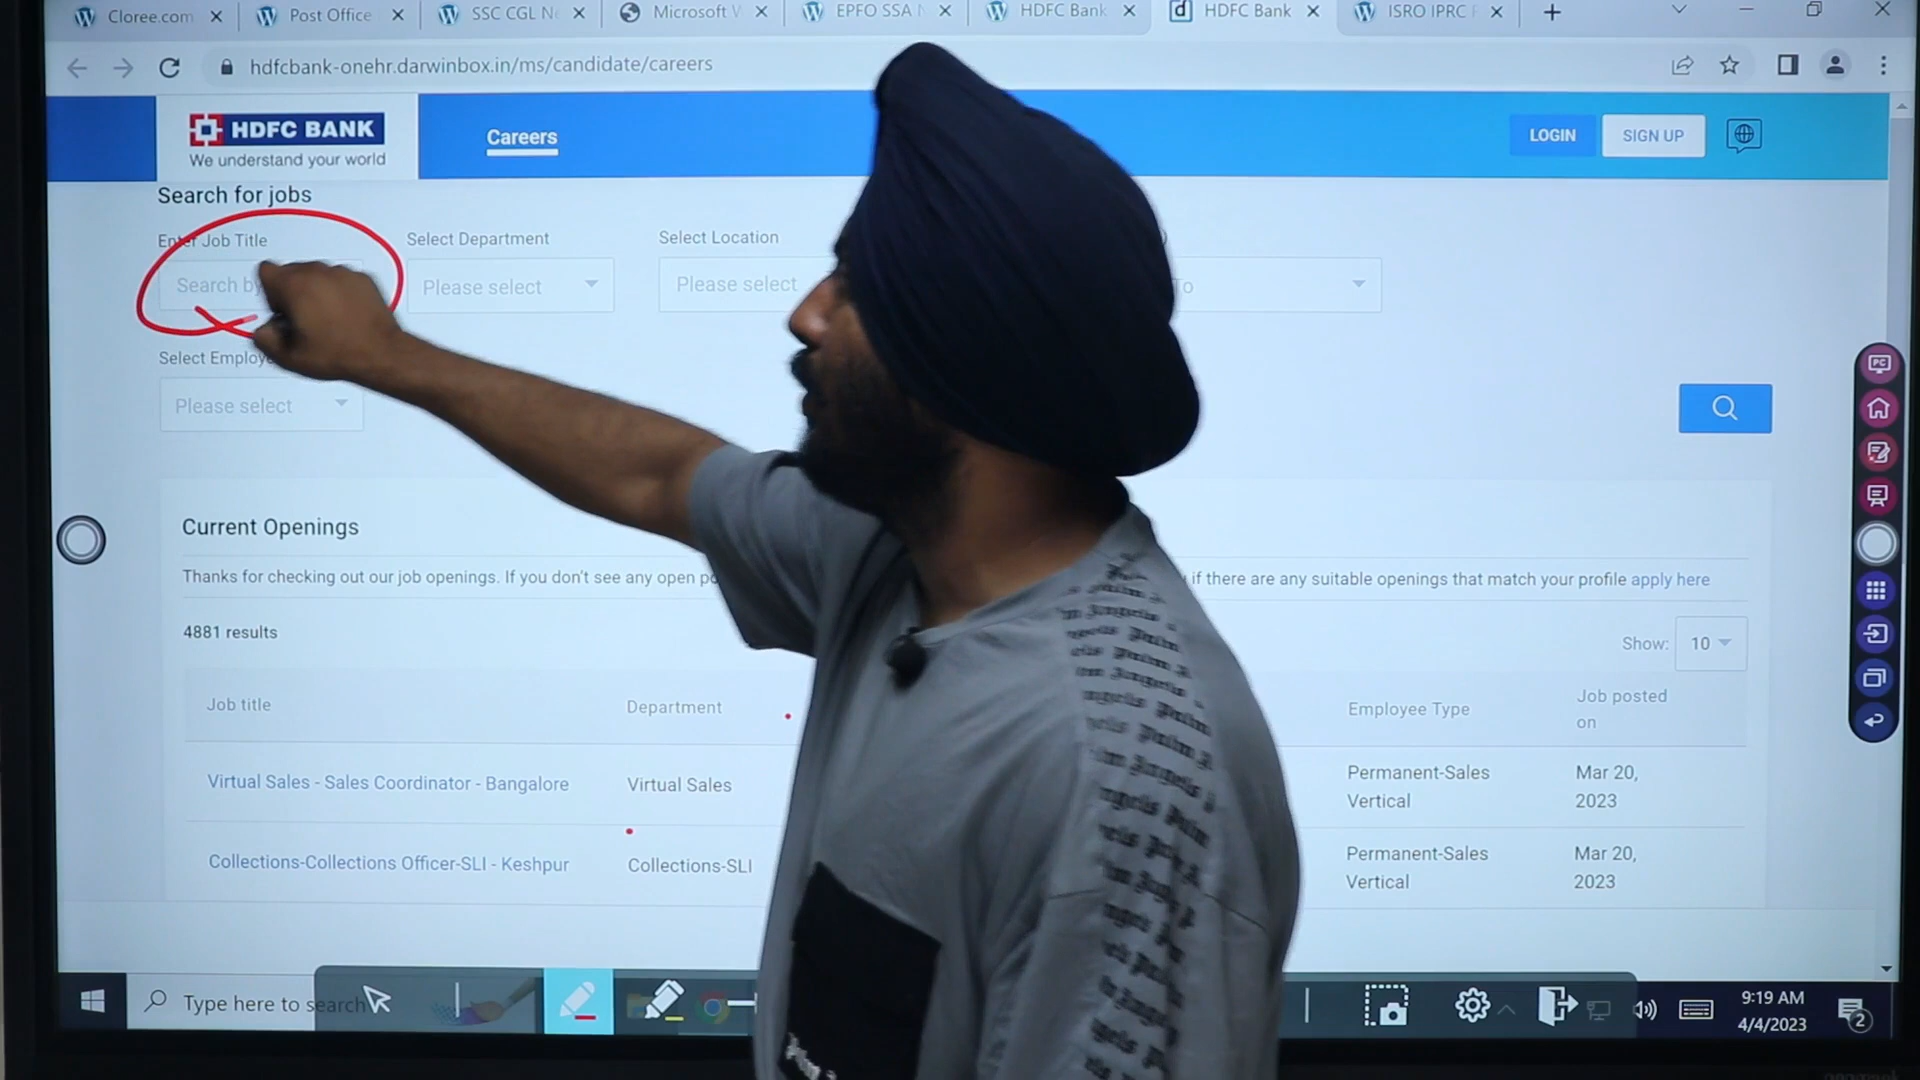 Cloree.com
Post Office
SSC CGL
Microsoft
EPFO SSA
HDFC Bank
HDFC Bank
ISRO IPRC
hdfcbank-onehr.darwinbox.in/ms/candidate/careers
HDFC BANK
We understand your world
Careers
LOGIN
SIGN UP
Search for jobs
Enter Job Title
Select Department
Select Location
Search by
Please select
Please select
To
Select
Please select
Current Openings
Thanks for checking out our job openings. If you don't see any open
if there are any suitable openings that match your profile apply here
4881 results
Show:
10
Job title
Department
Employee Type
Job posted
on
Virtual Sales - Sales Coordinator - Bangalore
Virtual Sales
Permanent-Sales
Vertical
Mar 20,
2023
Collections-Collections Officer-SLI - Keshpur
Collections-SLI
Permanent-Sales
Vertical
Mar 20,
2023
PC
Type here to search
9:19 AM
4/4/2023
2